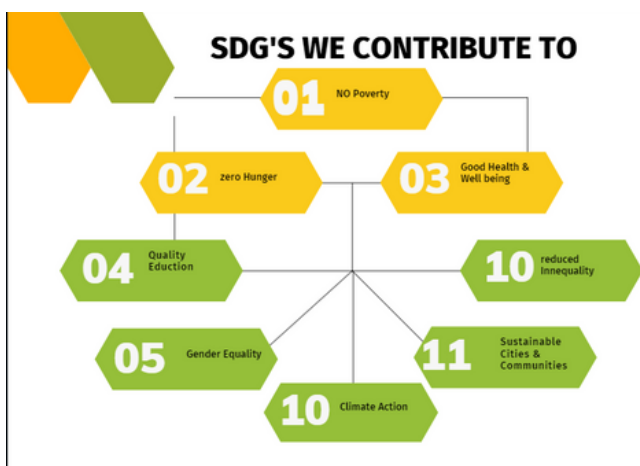 SDG'S WE CONTRIBUTE TO
01
NO Poverty
02
zero Hunger
03
Good Health &
Well being
04
Quality
Eduction
10
reduced
Innequality
05
Gender Equality
11
Sustainable
Cities &
Communities
10
Climate Action